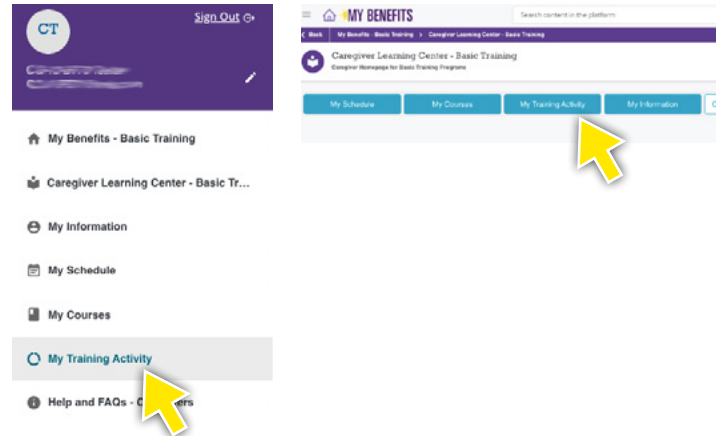 CT
Sign Out
My Benefits - Basic Training
Caregiver Learning Center - Basic Tr...
My Information
My Schedule
My Courses
My Training Activity
Help and FAQs - C ers
MY BENEFITS
Search content in the platform
Back My Benefits - Basic Training > Caregiver Learning Center - Basic Training
Caregiver Learning Center - Basic Training
Caregiver Homepage for Basic Training Programs
My Schedule My Courses My Training Activity My Information